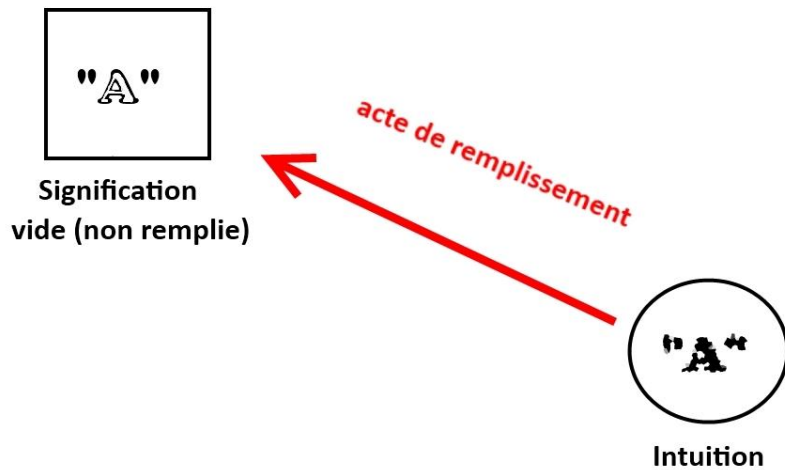 "A"
Signification
vide (non remplie)
acte de remplissement
"A"
Intuition